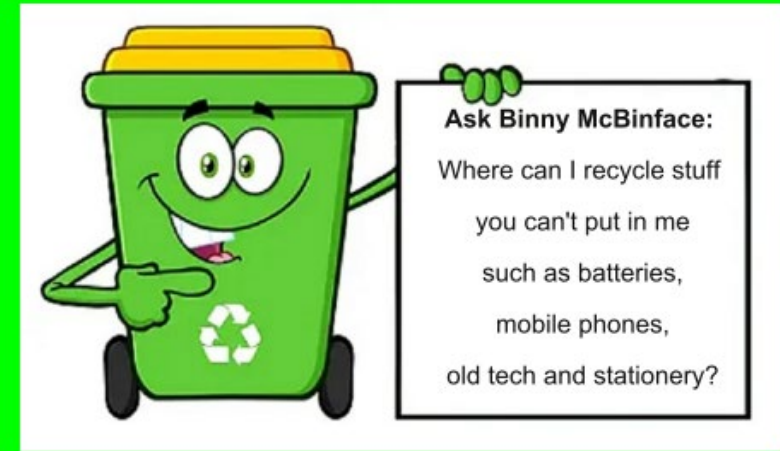 Ask Binny McBinface:
Where can I recycle stuff
you can't put in me
such as batteries,
mobile phones,
old tech and stationery?